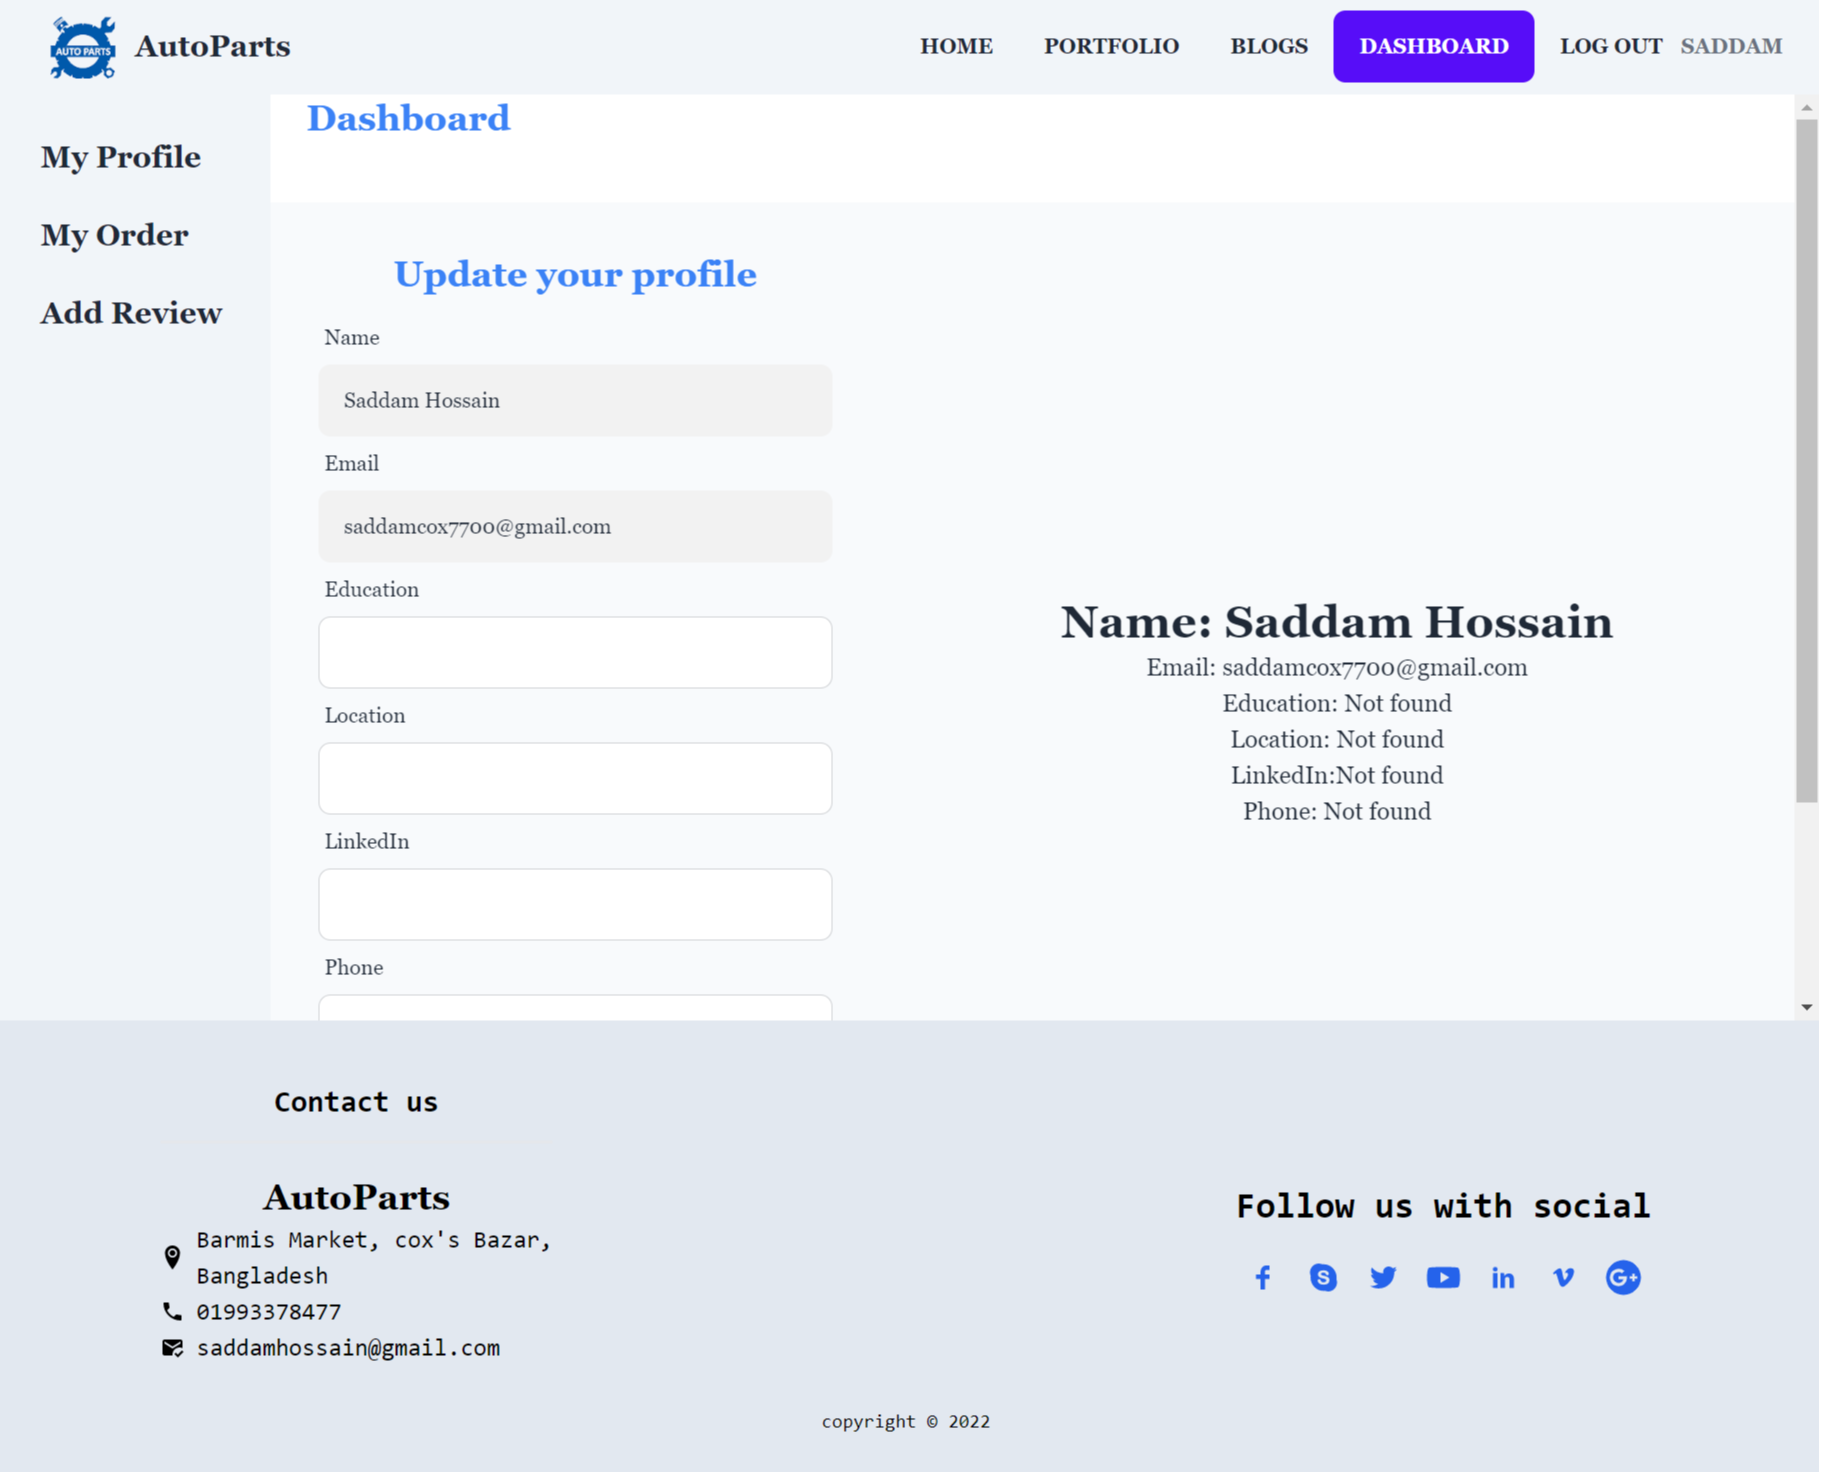 AUTO PARTS
AutoParts
HOME PORTFOLIO BLOGS DASHBOARD LOG OUT SADDAM
My Profile
My Order
Add Review
Dashboard
Update your profile
Name
Saddam Hossain
Email
saddamcox7700@gmail.com
Education
Location
LinkedIn
Phone
Name: Saddam Hossain
Email: saddamcox7700@gmail.com
Education: Not found
Location: Not found
LinkedIn:Not found
Phone: Not found
Contact us
AutoParts
Barmis Market, cox's Bazar,
Bangladesh
01993378477
saddamhossain@gmail.com
Follow us with social
copyright © 2022